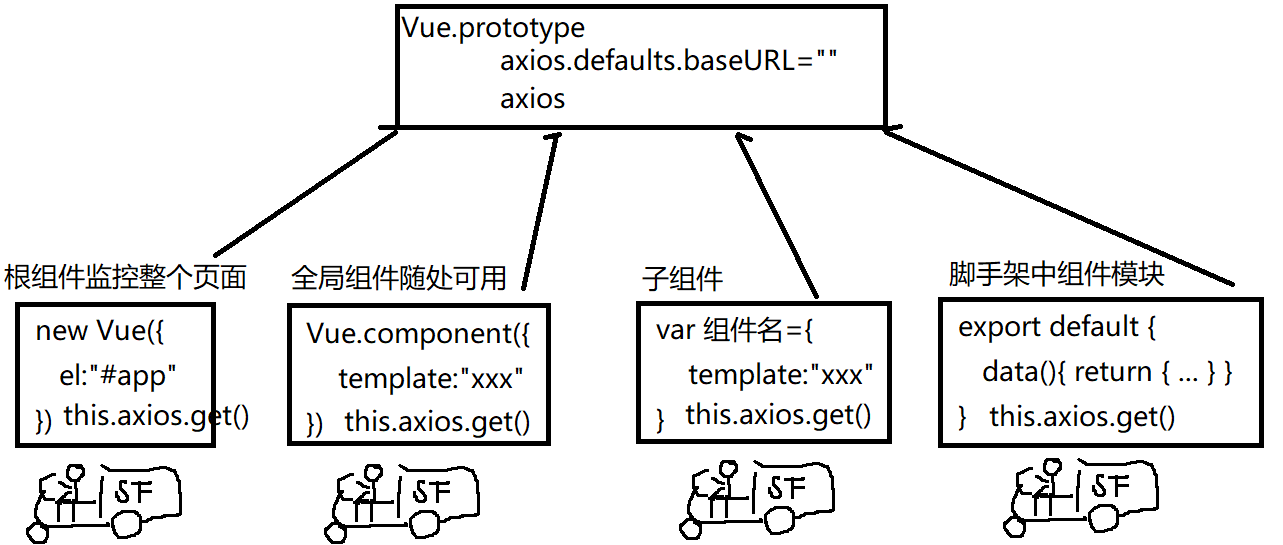 Vue.prototype
axios.defaults.baseURL=""
axios
根组件监控整个页面
new Vue({
el:"#app"
}) this.axios.get()
全局组件随处可用
Vue.component({
template:"xxx"
}) this.axios.get()
子组件
var 组件名={
template:"xxx"
} this.axios.get()
脚手架中组件模块
export default {
data(){ return { ... } }
} this.axios.get()
SF
SF
SF
SF